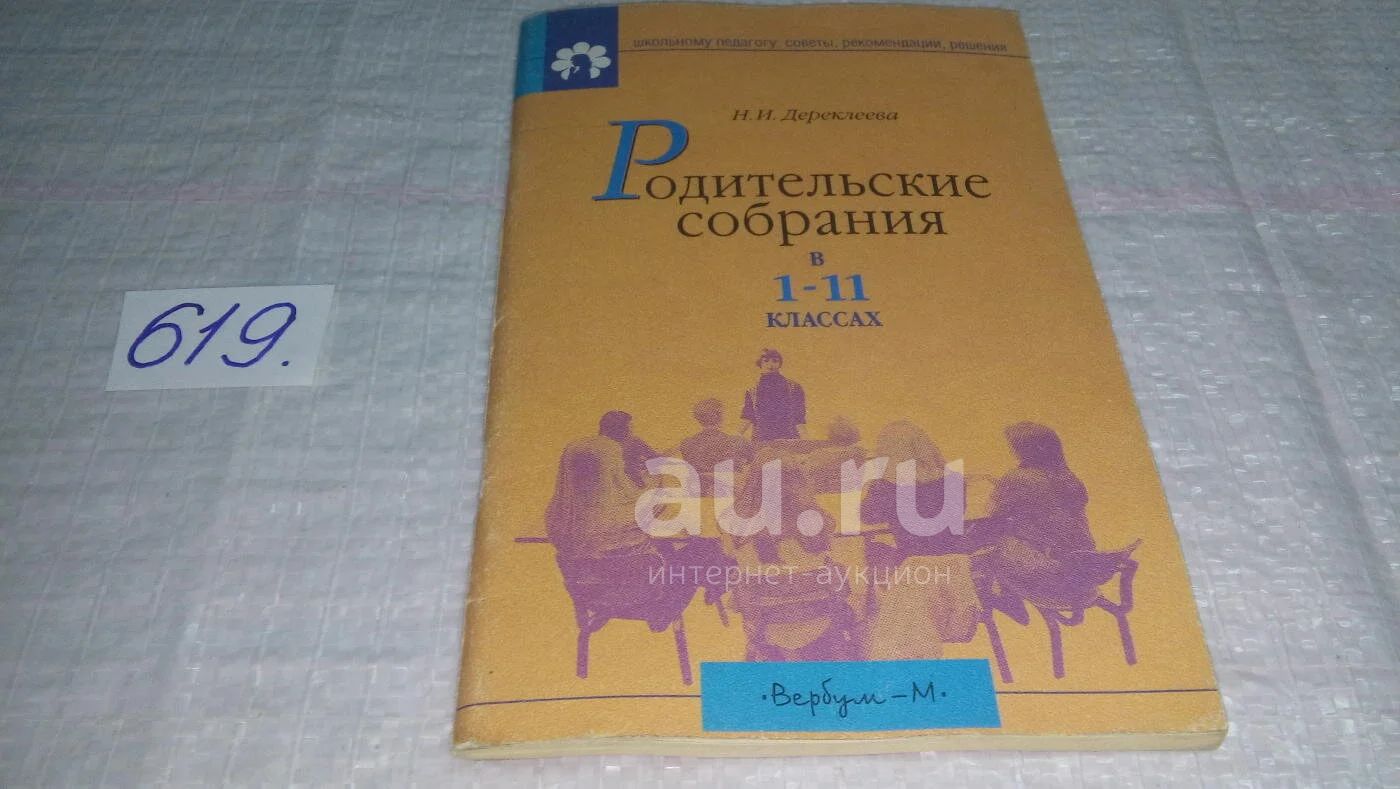 школьному педагогу: советы, рекомендации, решения
Н. И. Дереклеева
Родительские
собрания
в
1-11
классах
619.
au.ru
интернет-аукцион
·Вербум-М·